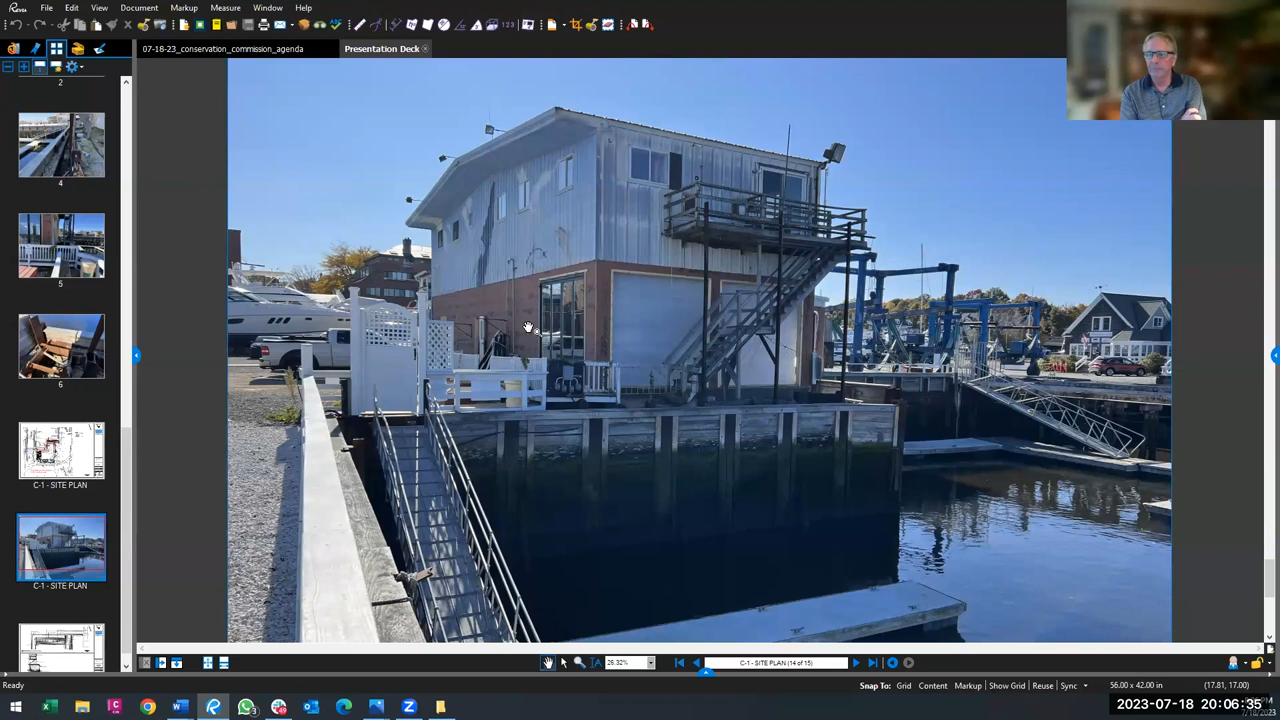 File Edit View Document Markup Measure Window Help
07-18-23_conservation_commission_agenda
Presentation Deck
2
4
5
6
C-1 - SITE PLAN
C-1 - SITE PLAN
26.32%
C-1 - SITE PLAN (14 of 15)
Ready
Snap To: Grid Content Markup Show Grid Reuse Sync
56.00 x 42.00 in
(17.81, 17.00)
2023-07-18 20:06:35